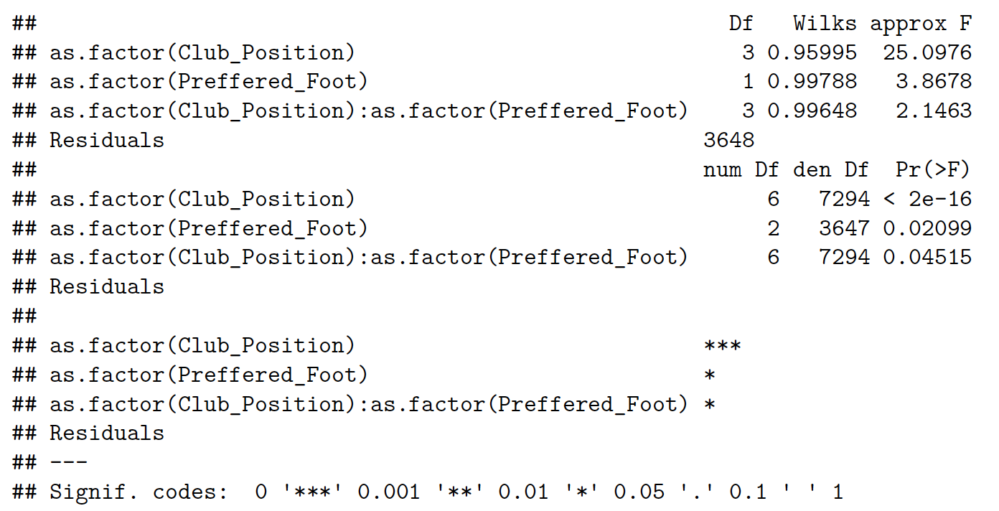 ##                                                        Df   Wilks approx F
## as.factor(Club_Position)                                3 0.95995  25.0976
## as.factor(Preffered_Foot)                               1 0.99788   3.8678
## as.factor(Club_Position):as.factor(Preffered_Foot)      3 0.99648   2.1463
## Residuals                                            3648
##                                                      num Df den Df  Pr(>F)
## as.factor(Club_Position)                                  6   7294 < 2e-16
## as.factor(Preffered_Foot)                                 2   3647 0.02099
## as.factor(Club_Position):as.factor(Preffered_Foot)        6   7294 0.04515
## Residuals
##
## as.factor(Club_Position)                             ***
## as.factor(Preffered_Foot)                            *
## as.factor(Club_Position):as.factor(Preffered_Foot) *
## Residuals
## ---
## Signif. codes:  0 '***' 0.001 '**' 0.01 '*' 0.05 '.' 0.1 ' ' 1